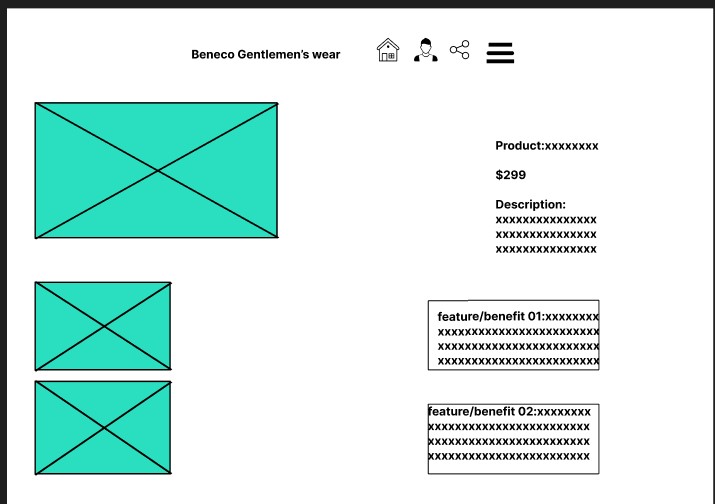 Beneco Gentlemen's wear
Product:xxxxxxxx
$299
Description:
xxxxxxxxxxxxxxx
xxxxxxxxxxxxxxx
xxxxxxxxxxxxxxx
feature/benefit 01:xxxxxxxx
xxxxxxxxxxxxxxxxxxxxxxxx
xxxxxxxxxxxxxxxxxxxxxxxx
xxxxxxxxxxxxxxxxxxxxxxxx
feature/benefit 02:xxxxxxxx
xxxxxxxxxxxxxxxxxxxxxxxx
xxxxxxxxxxxxxxxxxxxxxxxx
xxxxxxxxxxxxxxxxxxxxxxxx